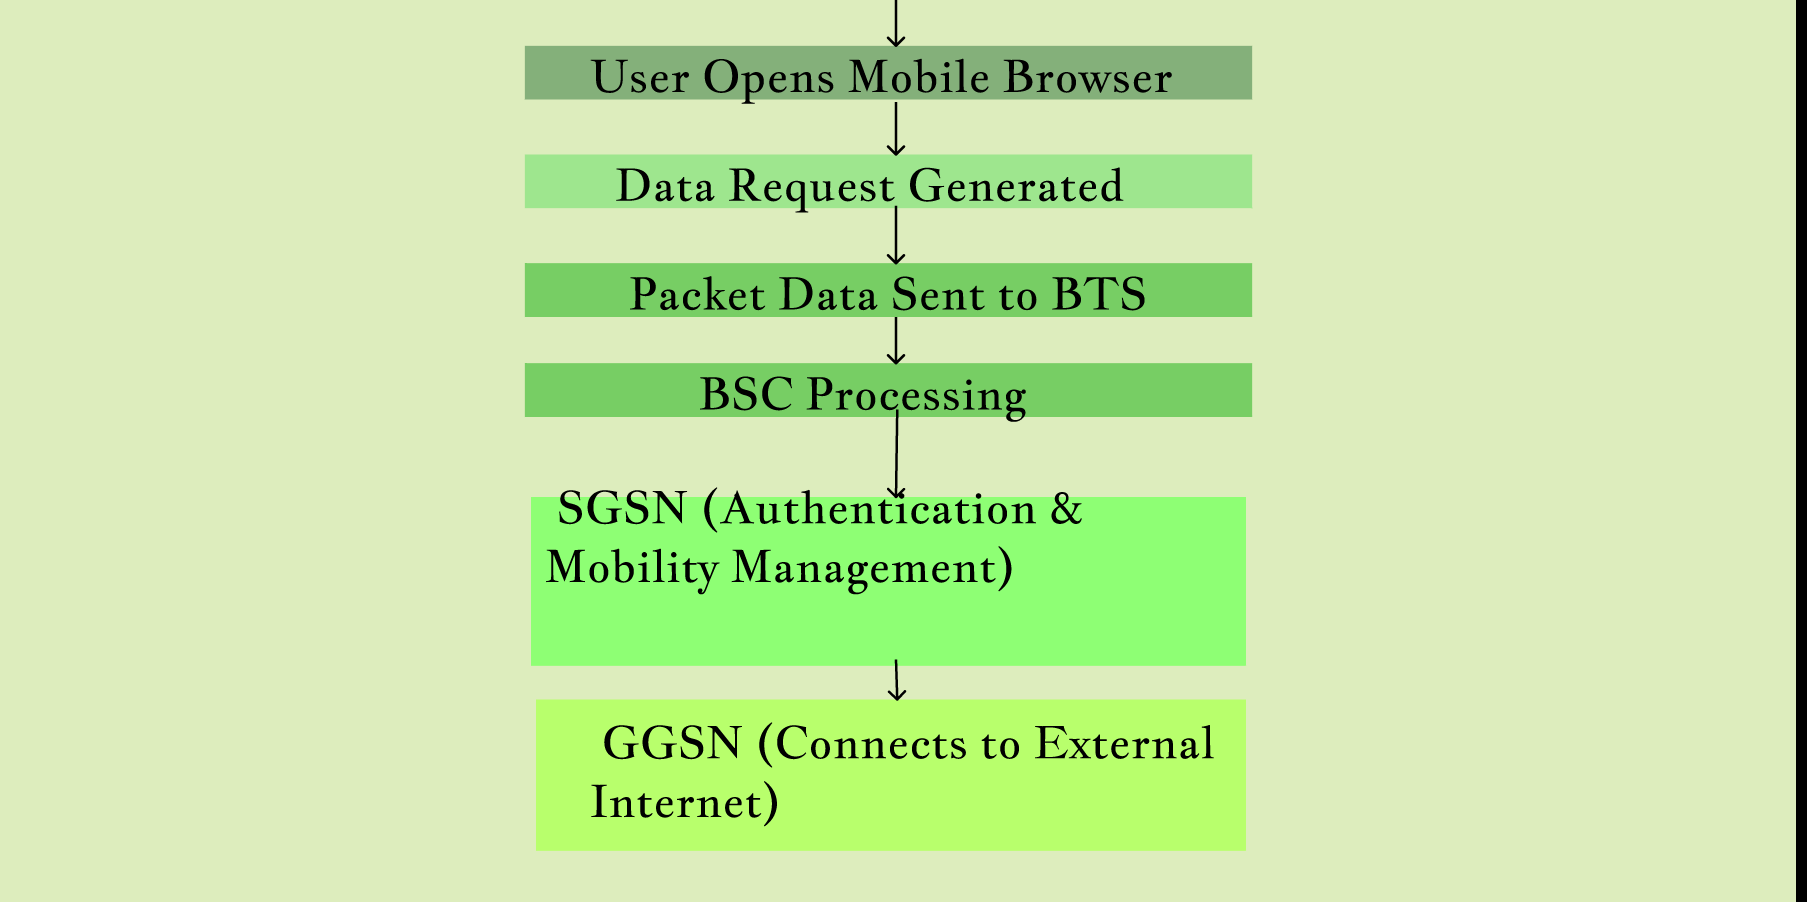 User Opens Mobile Browser
Data Request Generated
Packet Data Sent to BTS
BSC Processing
SGSN (Authentication &
Mobility Management)
GGSN (Connects to External
Internet)